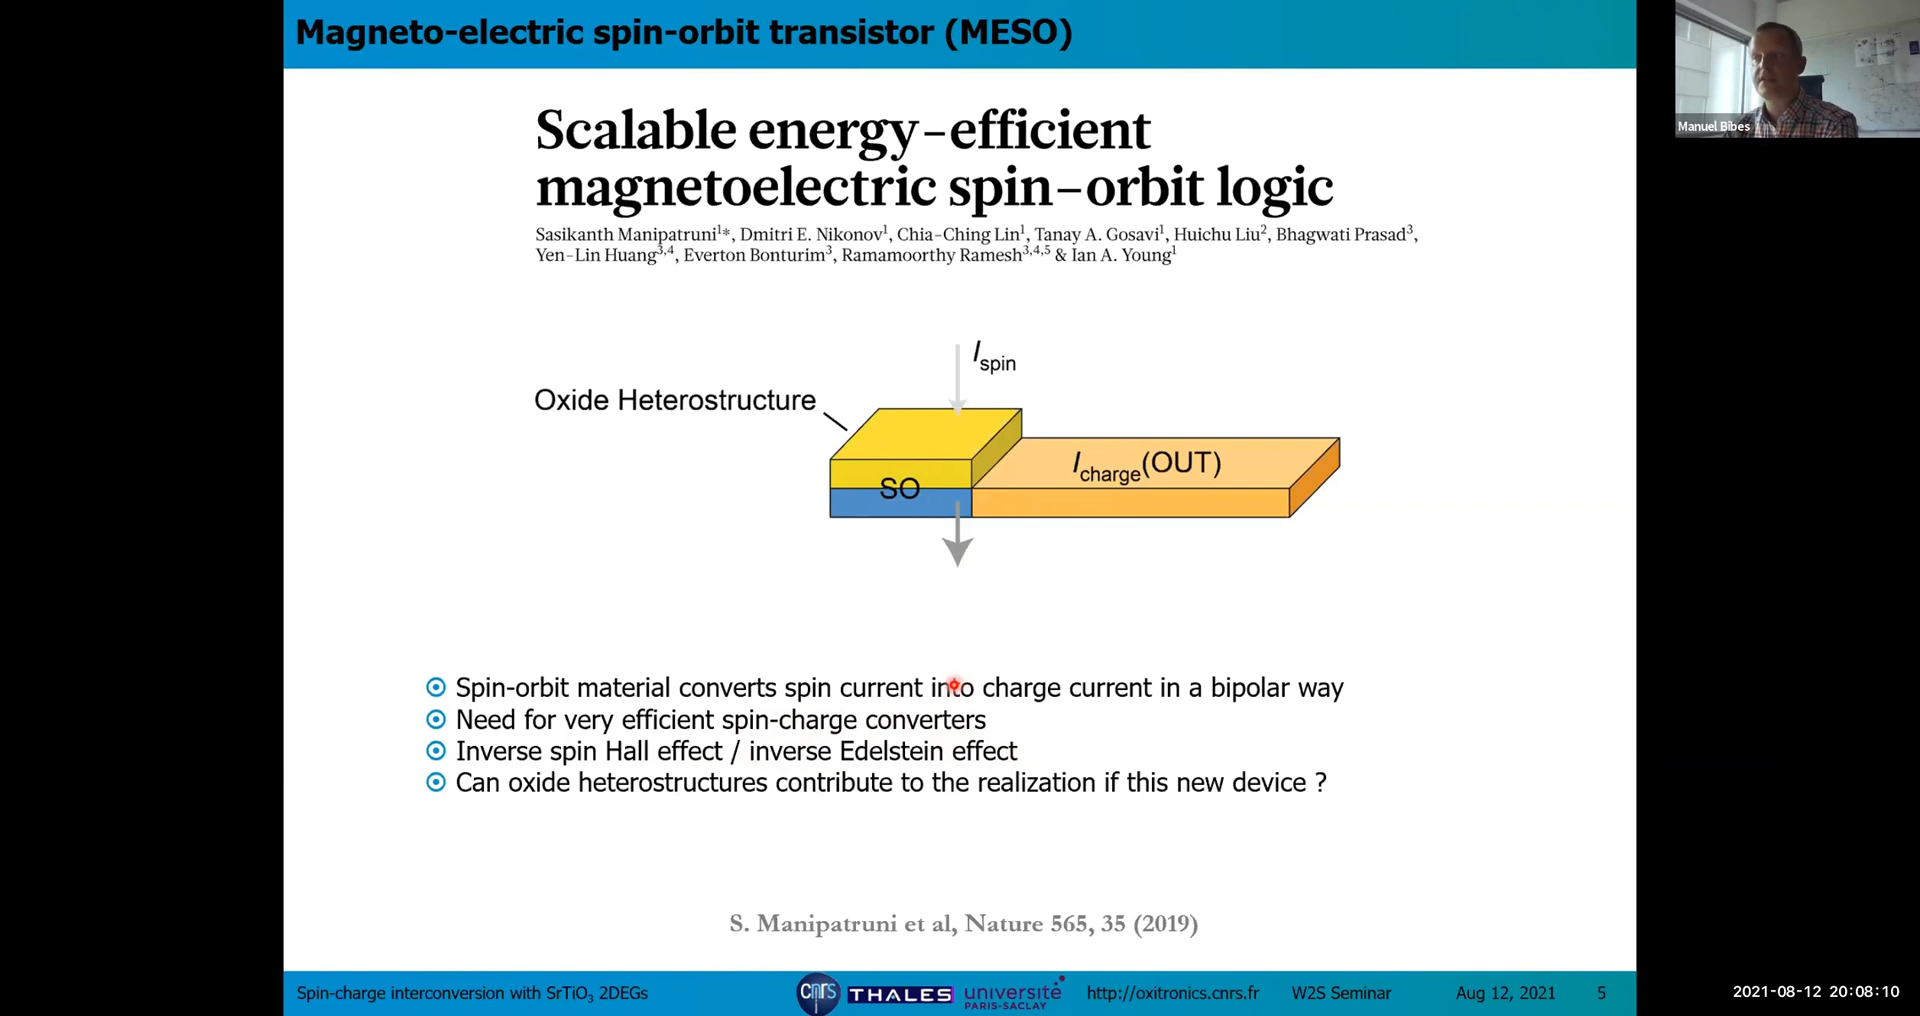 Magneto-electric spin-orbit transistor (MESO)
Manuel Bibes
Scalable energy-efficient
magnetoelectric spin-orbit logic
Sasikanth Manipatruni¹*, Dmitri E. Nikonov¹, Chia-Ching Lin¹, Tanay A. Gosavi¹, Huichu Liu², Bhagwati Prasad³,
Yen-Lin Huang³,⁴, Everton Bonturim³, Ramamoorthy Ramesh³,⁴,⁵ & Ian A. Young¹
Ispin
Oxide Heterostructure
Icharge(OUT)
SO
Spin-orbit material converts spin current into charge current in a bipolar way
Need for very efficient spin-charge converters
Inverse spin Hall effect / inverse Edelstein effect
Can oxide heterostructures contribute to the realization if this new device ?
S. Manipatruni et al, Nature 565, 35 (2019)
Spin-charge interconversion with SrTiO₃ 2DEGs
cnrs
THALES
université
PARIS-SACLAY
http://oxitronics.cnrs.fr
W2S Seminar
Aug 12, 2021
5
2021-08-12 20:08:10